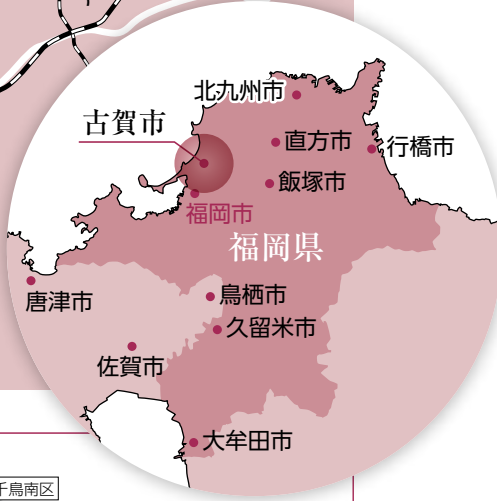 北九州市
古賀市
直方市
行橋市
飯塚市
福岡市
福岡県
唐津市
鳥栖市
久留米市
佐賀市
大牟田市
千鳥南区